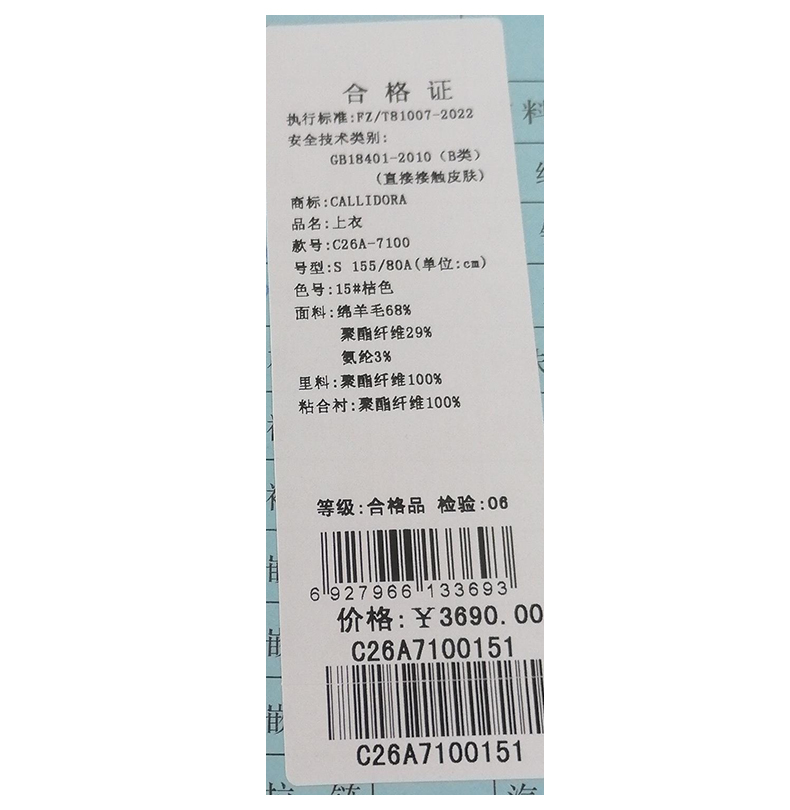 合格证
执行标准:FZ/T81007-2022
安全技术类别:
GB18401-2010（B类）
(直接接触皮肤)
商标:CALLIDORA
品名:上衣
款号:C26A-7100
号型:S 155/80A(单位:cm)
色号:15#桔色
面料:绵羊毛68%
聚酯纤维29%
氨纶3%
里料:聚酯纤维100%
粘合衬:聚酯纤维100%
等级:合格品 检验:06
6 927966 133693
价格:¥3690.00
C26A7100151
C26A7100151
料
嵌
嵌
拉链